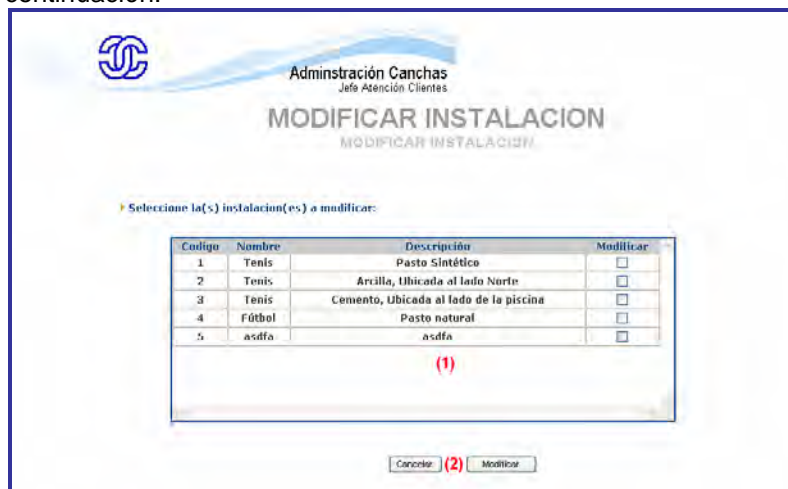 continuación.
Adminstración Canchas
Jefe Atención Clientes
MODIFICAR INSTALACION
MODIFICAR INSTALACION
Seleccione la(s) instalacion(es) a modificar:
Codigo Nombre Descripción Modificar
1 Tenis Pasto Sintético
2 Tenis Arcilla, Ubicada al lado Norte
3 Tenis Cemento, Ubicada al lado de la piscina
4 Fútbol Pasto natural
5 asdfa asdfa
(1)
Cancelar (2) Modificar